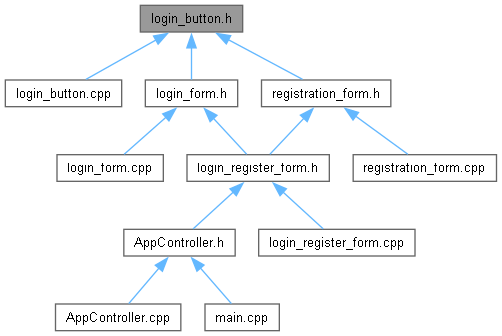 login_button.h
login_button.cpp
login_form.h
registration_form.h
login_form.cpp
login_register_form.h
registration_form.cpp
AppController.h
login_register_form.cpp
AppController.cpp
main.cpp